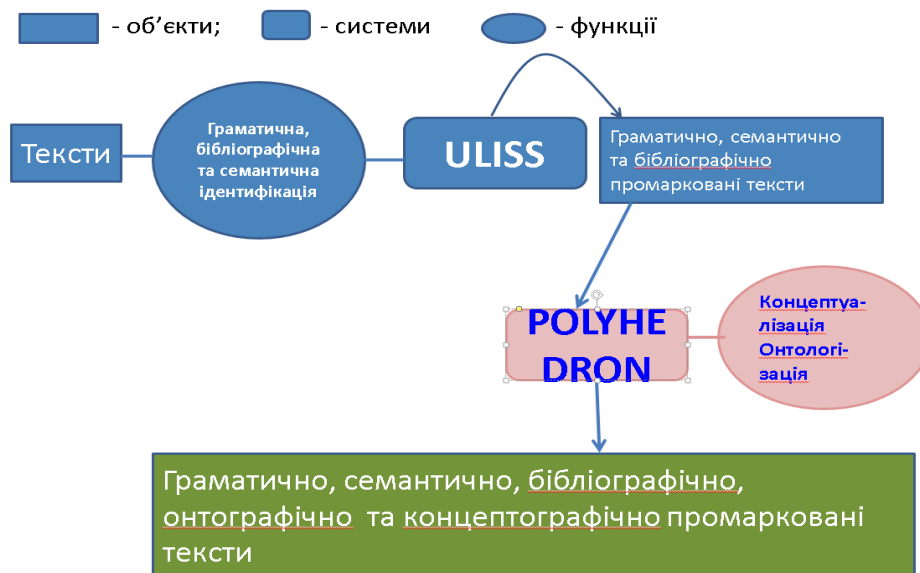 - об’єкти;
- системи
- функції
Тексти
Граматична,
бібліографічна
та семантична
ідентифікація
ULISS
Граматично, семантично
та бібліографічно
промарковані тексти
POLYHE
DRON
Концептуа-
лізація
Онтологі-
зація
Граматично, семантично, бібліографічно,
онтографічно та концептографічно промарковані
тексти